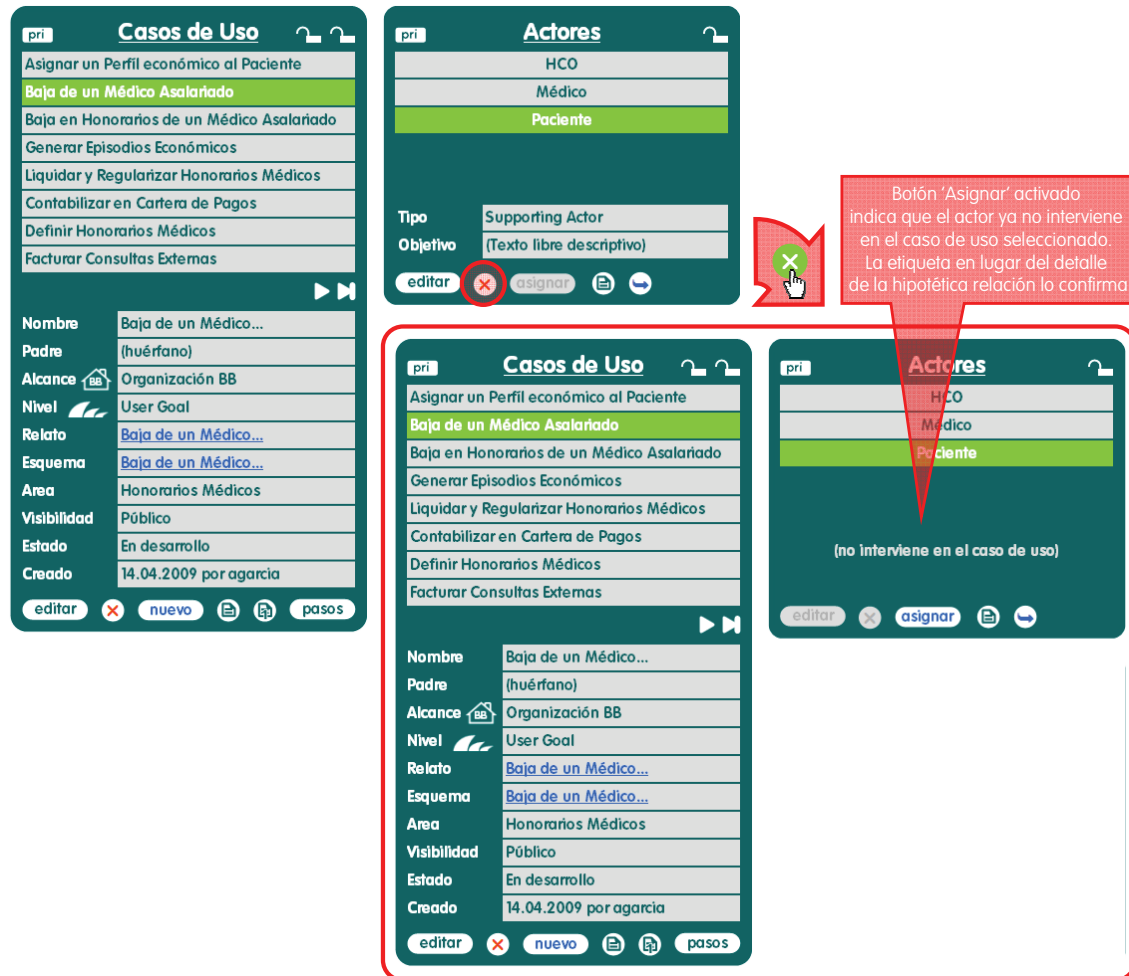 pri Casos de Uso
Asignar un Perfil económico al Paciente
Baja de un Médico Asalariado
Baja en Honorarios de un Médico Asalariado
Generar Episodios Económicos
Liquidar y Regularizar Honorarios Médicos
Contabilizar en Cartera de Pagos
Definir Honorarios Médicos
Facturar Consultas Externas
Nombre Baja de un Médico...
Padre (huérfano)
Alcance BB Organización BB
Nivel User Goal
Relato Baja de un Médico...
Esquema Baja de un Médico...
Area Honorarios Médicos
Visibilidad Público
Estado En desarrollo
Creado 14.04.2009 por agarcia
editar nuevo pasos
pri Actores
HCO
Médico
Paciente
Tipo Supporting Actor
Objetivo (Texto libre descriptivo)
editar asignar
Botón ‘Asignar’ activado
indica que el actor ya no interviene
en el caso de uso seleccionado.
La etiqueta en lugar del detalle
de la hipotética relación lo confirma
pri Casos de Uso
Asignar un Perfil económico al Paciente
Baja de un Médico Asalariado
Baja en Honorarios de un Médico Asalariado
Generar Episodios Económicos
Liquidar y Regularizar Honorarios Médicos
Contabilizar en Cartera de Pagos
Definir Honorarios Médicos
Facturar Consultas Externas
Nombre Baja de un Médico...
Padre (huérfano)
Alcance BB Organización BB
Nivel User Goal
Relato Baja de un Médico...
Esquema Baja de un Médico...
Area Honorarios Médicos
Visibilidad Público
Estado En desarrollo
Creado 14.04.2009 por agarcia
editar nuevo pasos
pri Actores
HCO
Médico
Paciente
(no interviene en el caso de uso)
editar asignar